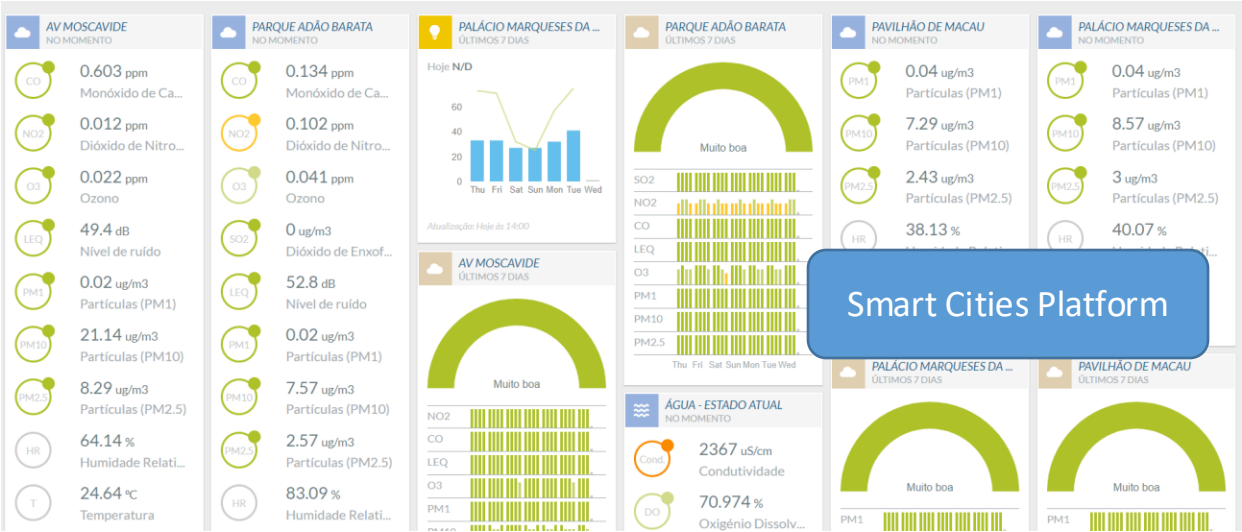 AV MOSCAVIDE
NO MOMENTO
CO
0.603 ppm
Monóxido de Ca...
NO2
0.012 ppm
Dióxido de Nitro...
O3
0.022 ppm
Ozono
LEQ
49.4 dB
Nível de ruído
PM1
0.02 ug/m3
Partículas (PM1)
PM10
21.14 ug/m3
Partículas (PM10)
PM2.5
8.29 ug/m3
Partículas (PM2.5)
HR
64.14 %
Humidade Relati...
T
24.64 ºC
Temperatura
PARQUE ADÃO BARATA
NO MOMENTO
CO
0.134 ppm
Monóxido de Ca...
NO2
0.102 ppm
Dióxido de Nitro...
O3
0.041 ppm
Ozono
SO2
0 ug/m3
Dióxido de Enxof...
LEQ
52.8 dB
Nível de ruído
PM1
0.02 ug/m3
Partículas (PM1)
PM10
7.57 ug/m3
Partículas (PM10)
PM2.5
2.57 ug/m3
Partículas (PM2.5)
HR
83.09 %
Humidade Relati...
PALÁCIO MARQUESES DA ...
ÚLTIMOS 7 DIAS
Hoje N/D
60
40
20
0
Thu Fri Sat Sun Mon Tue Wed
Atualização: Hoje às 14:00
AV MOSCAVIDE
ÚLTIMOS 7 DIAS
Muito boa
NO2
CO
LEQ
O3
PM1
PM10
PARQUE ADÃO BARATA
ÚLTIMOS 7 DIAS
Muito boa
SO2
NO2
CO
LEQ
O3
PM1
PM10
PM2.5
Thu Fri Sat Sun Mon Tue Wed
ÁGUA - ESTADO ATUAL
NO MOMENTO
Cond.
2367 uS/cm
Condutividade
DO
70.974 %
Oxigénio Dissolv...
PAVILHÃO DE MACAU
NO MOMENTO
PM1
0.04 ug/m3
Partículas (PM1)
PM10
7.29 ug/m3
Partículas (PM10)
PM2.5
2.43 ug/m3
Partículas (PM2.5)
HR
38.13 %
PALÁCIO MARQUESES DA ...
NO MOMENTO
PM1
0.04 ug/m3
Partículas (PM1)
PM10
8.57 ug/m3
Partículas (PM10)
PM2.5
3 ug/m3
Partículas (PM2.5)
HR
40.07 %
Smart Cities Platform
PALÁCIO MARQUESES DA ...
ÚLTIMOS 7 DIAS
Muito boa
PM1
PAVILHÃO DE MACAU
ÚLTIMOS 7 DIAS
Muito boa
PM1